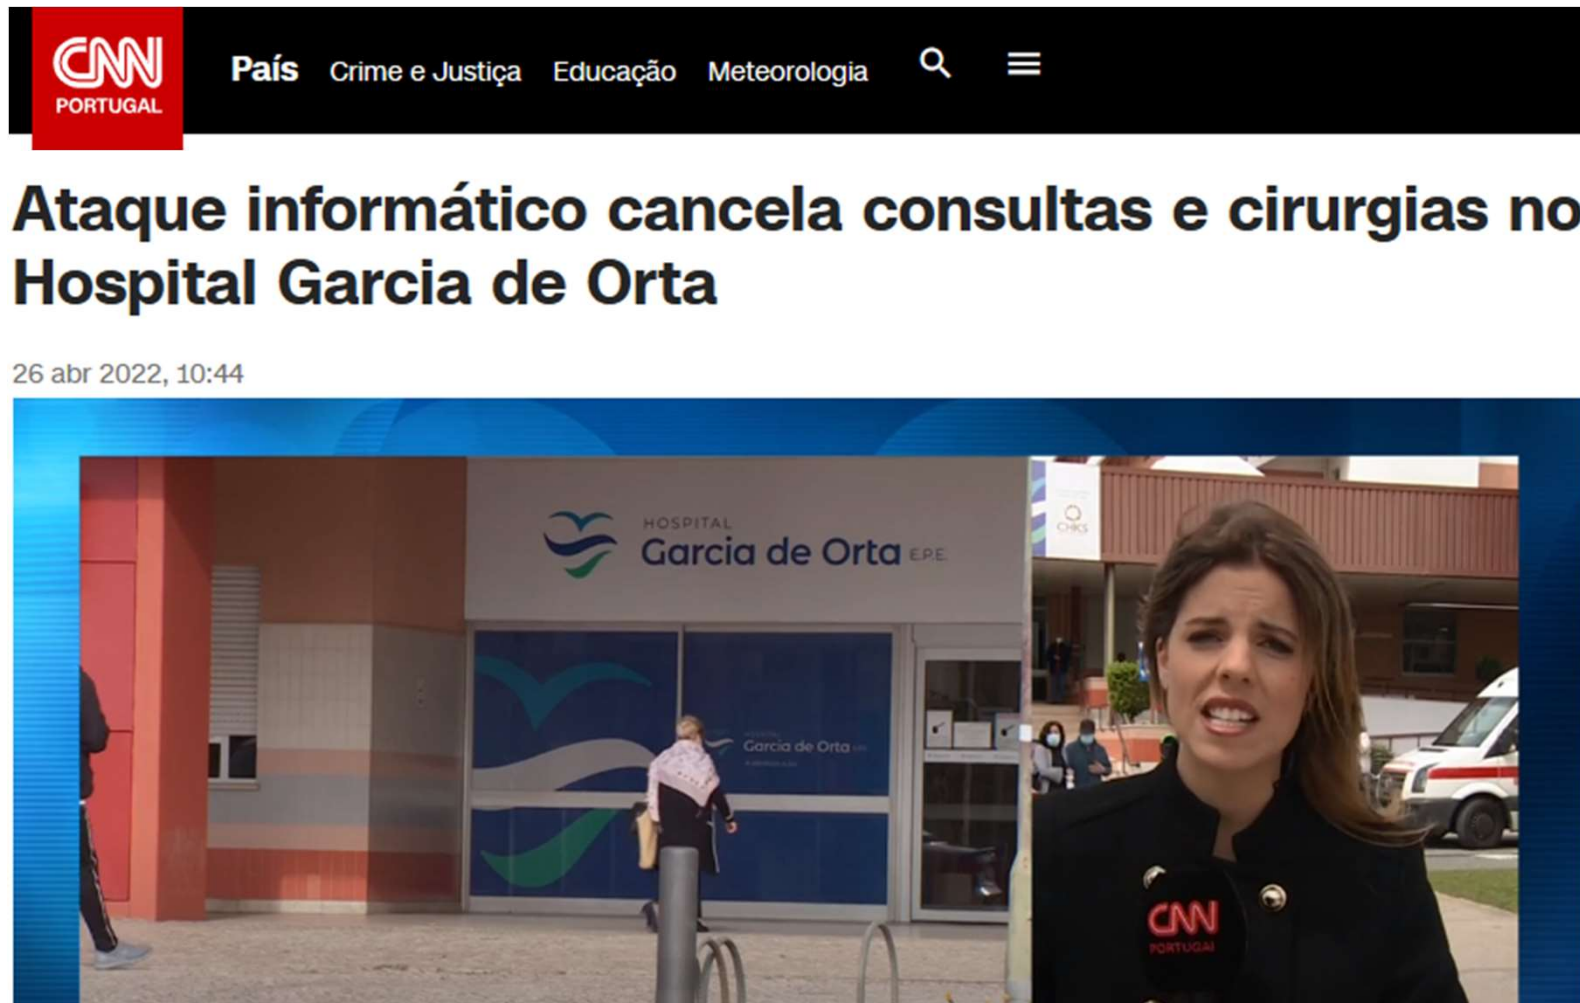 CNN
PORTUGAL
País Crime e Justiça Educação Meteorologia
Ataque informático cancela consultas e cirurgias no
Hospital Garcia de Orta
26 abr 2022, 10:44
HOSPITAL
Garcia de Orta E.P.E.
CHKS
Garcia de Orta
CNN
PORTUGAL